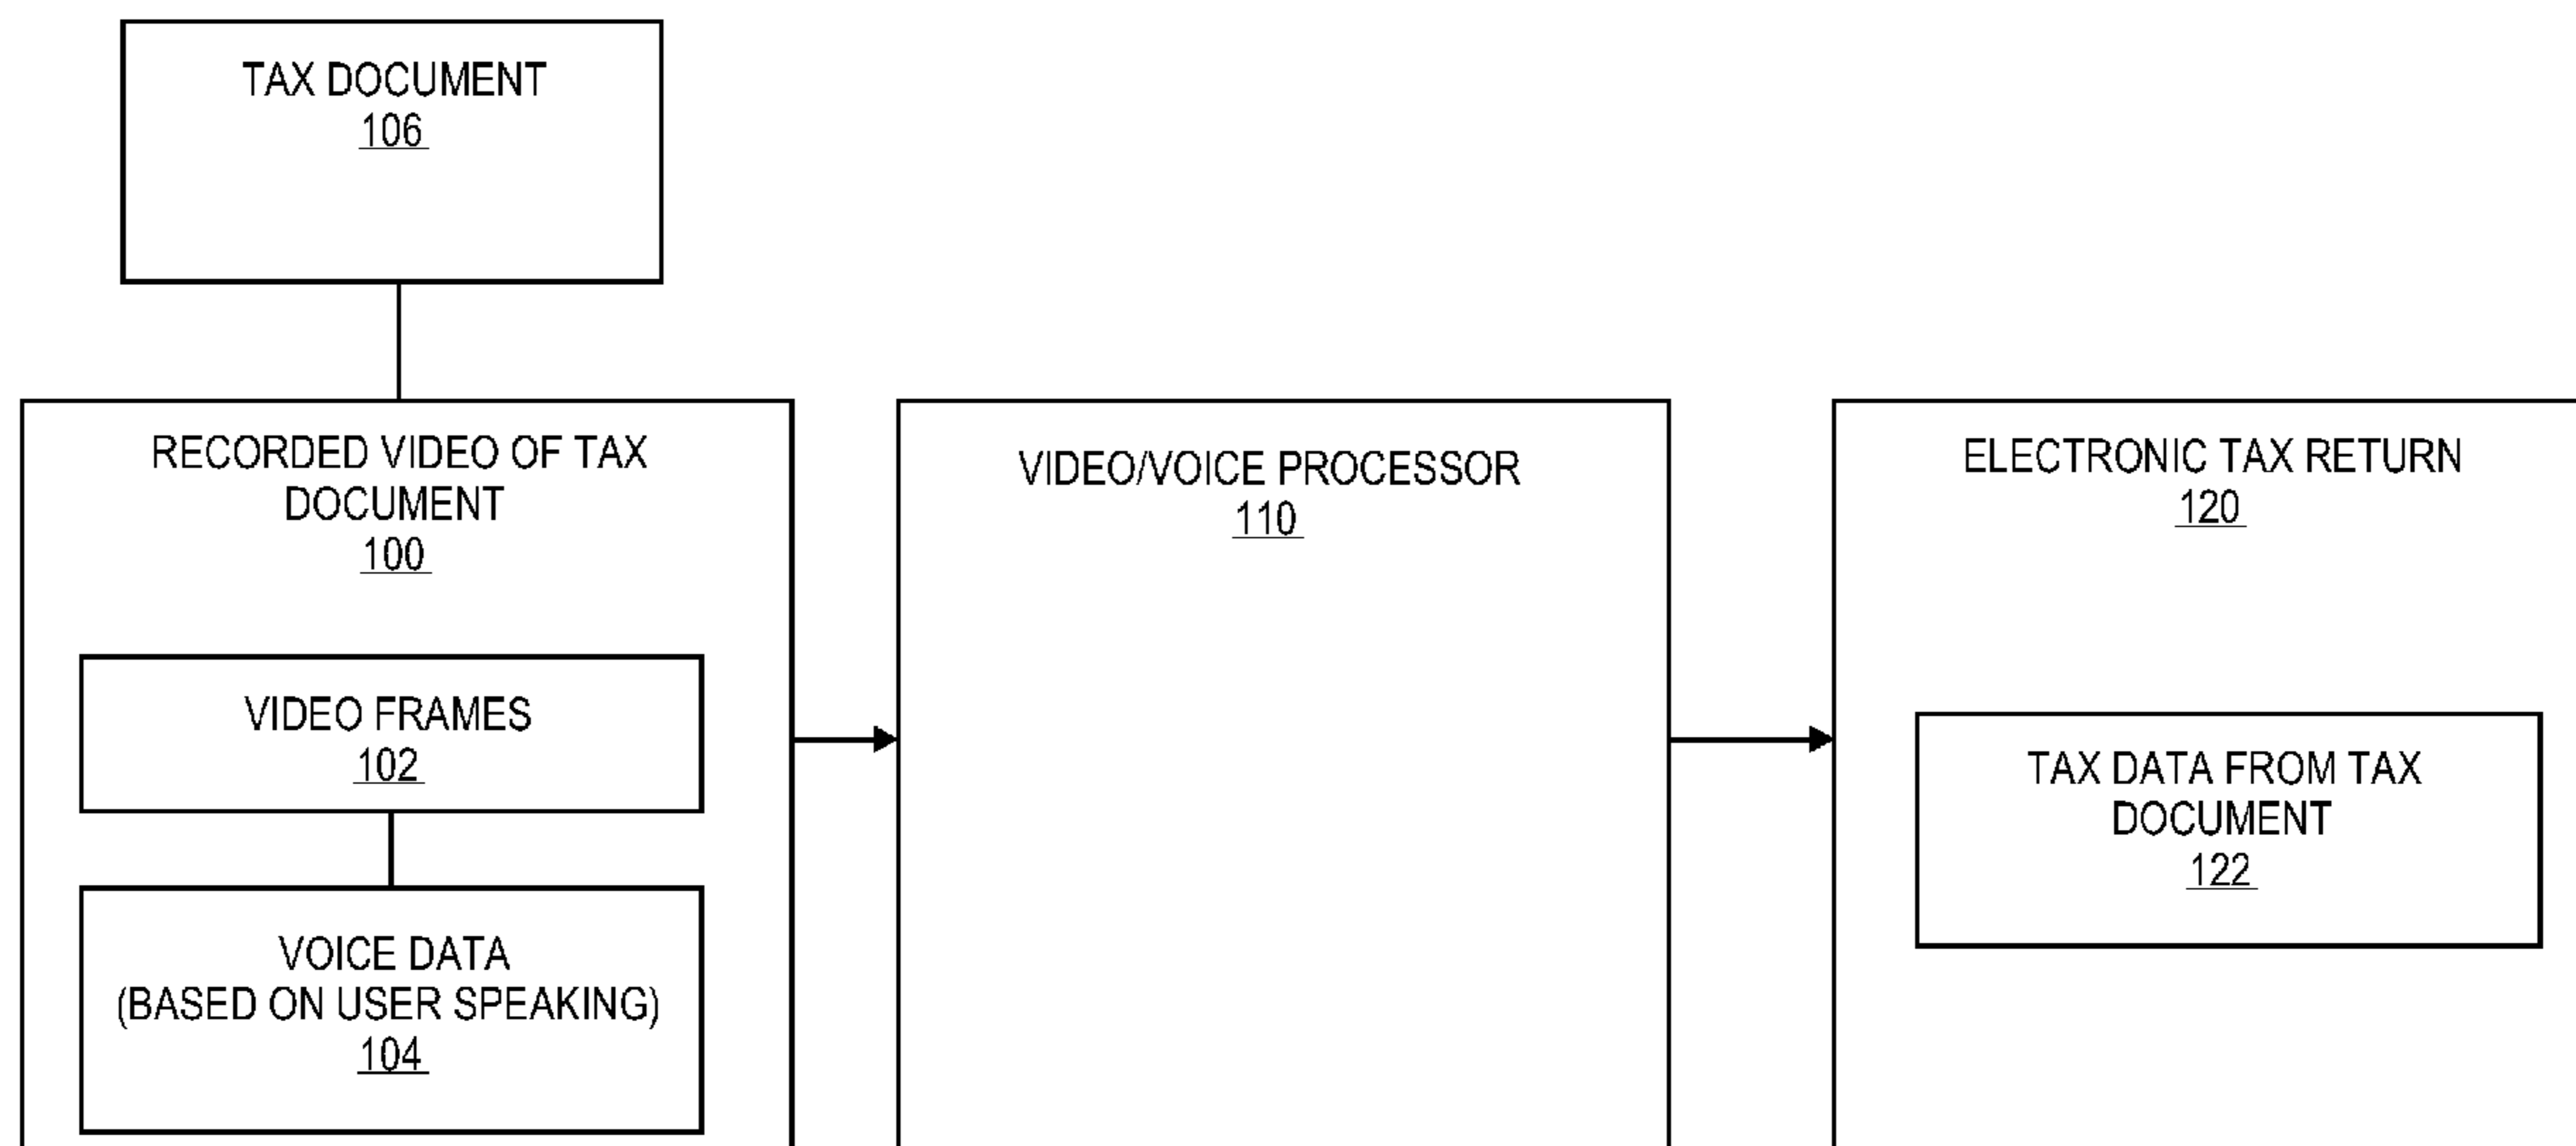 TAX DOCUMENT
106
RECORDED VIDEO OF TAX
DOCUMENT
100
VIDEO FRAMES
102
VOICE DATA
(BASED ON USER SPEAKING)
104
VIDEO/VOICE PROCESSOR
110
ELECTRONIC TAX RETURN
120
TAX DATA FROM TAX
DOCUMENT
122